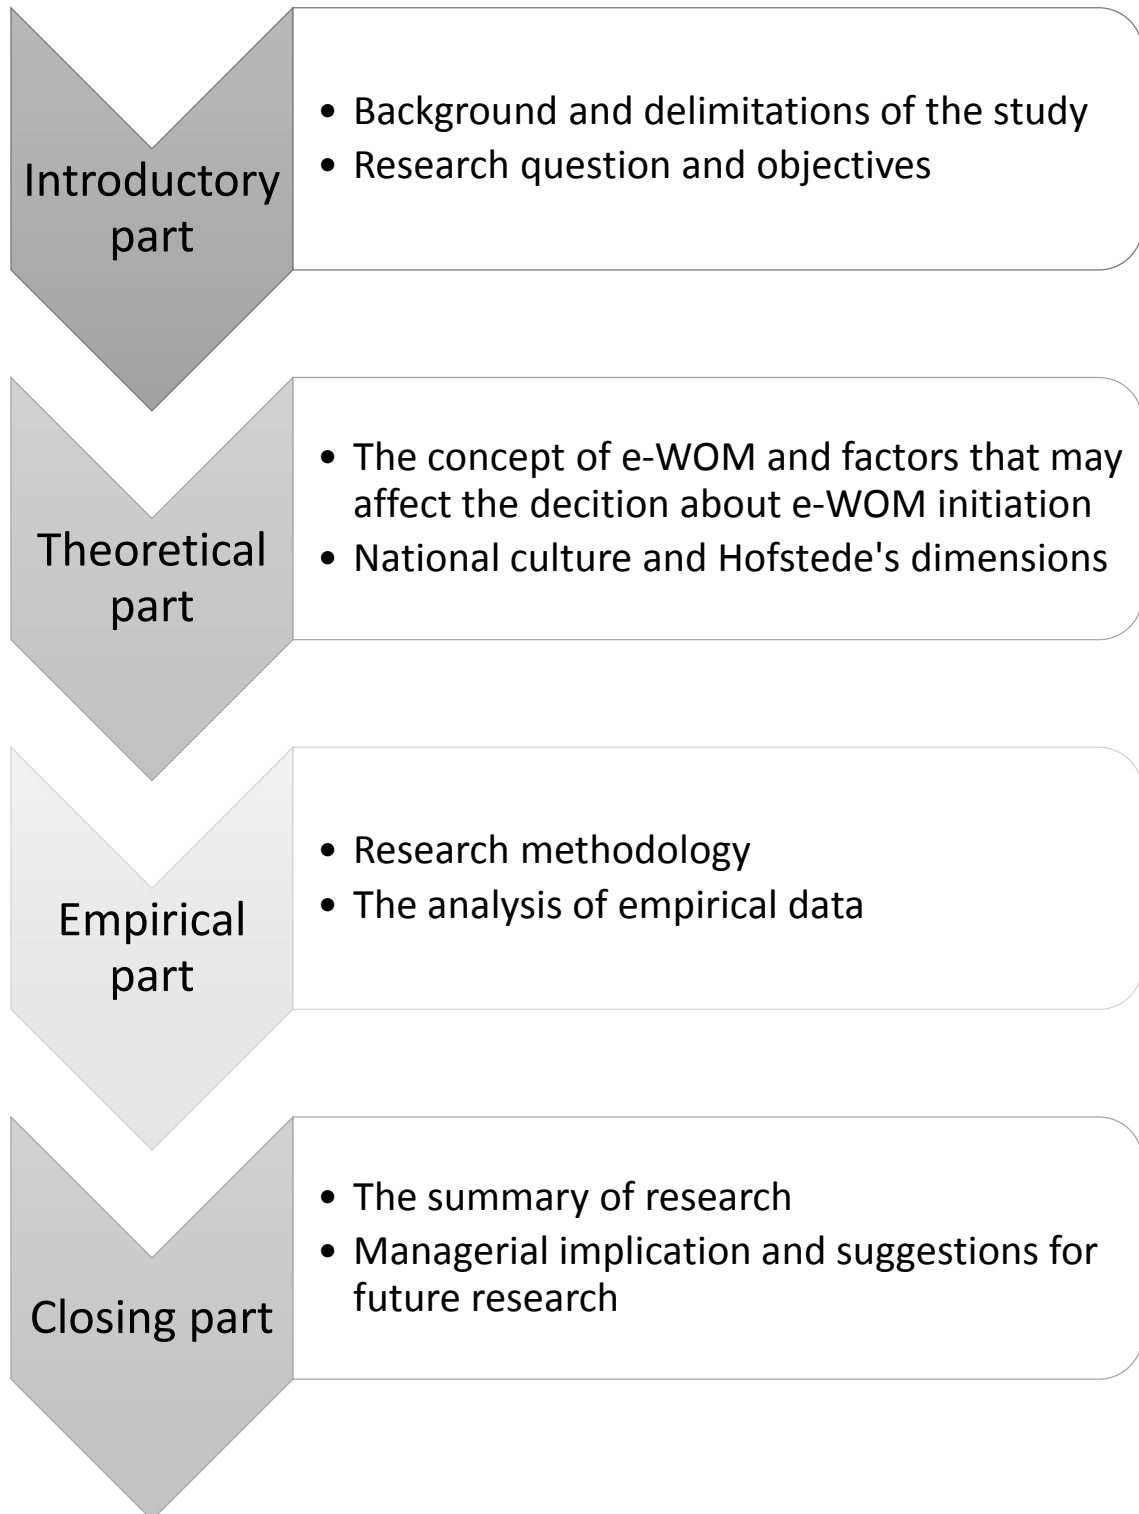 Introductory
part
• Background and delimitations of the study
• Research question and objectives
Theoretical
part
• The concept of e-WOM and factors that may
affect the decition about e-WOM initiation
• National culture and Hofstede's dimensions
Empirical
part
• Research methodology
• The analysis of empirical data
Closing part
• The summary of research
• Managerial implication and suggestions for
future research